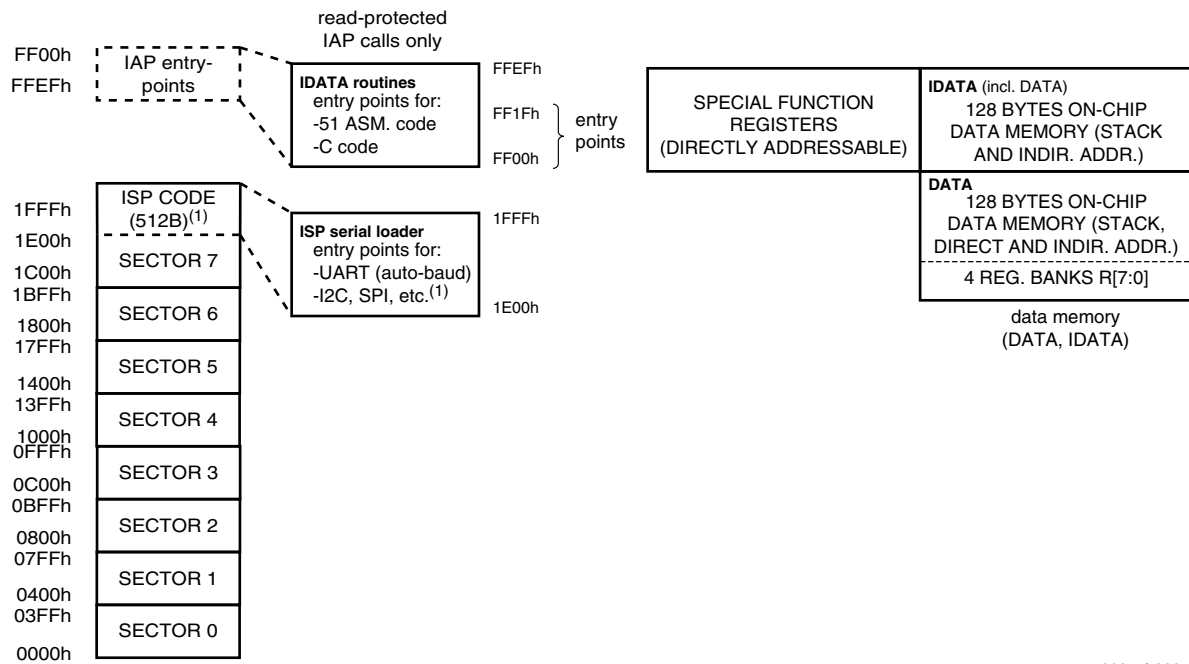 read-protected
IAP calls only
FF00h
FFEFh
IAP entry-
points
IDATA routines
entry points for:
-51 ASM. code
-C code
FFEFh
FF1Fh
FF00h
entry
points
SPECIAL FUNCTION
REGISTERS
(DIRECTLY ADDRESSABLE)
IDATA (incl. DATA)
128 BYTES ON-CHIP
DATA MEMORY (STACK
AND INDIR. ADDR.)
DATA
128 BYTES ON-CHIP
DATA MEMORY (STACK,
DIRECT AND INDIR. ADDR.)
4 REG. BANKS R[7:0]
data memory
(DATA, IDATA)
1FFFh
ISP CODE
(512B)(1)
1E00h
ISP serial loader
entry points for:
-UART (auto-baud)
-I2C, SPI, etc.(1)
1FFFh
1E00h
SECTOR 7
1C00h
1BFFh
SECTOR 6
1800h
17FFh
SECTOR 5
1400h
13FFh
SECTOR 4
1000h
0FFFh
SECTOR 3
0C00h
0BFFh
SECTOR 2
0800h
07FFh
SECTOR 1
0400h
03FFh
SECTOR 0
0000h